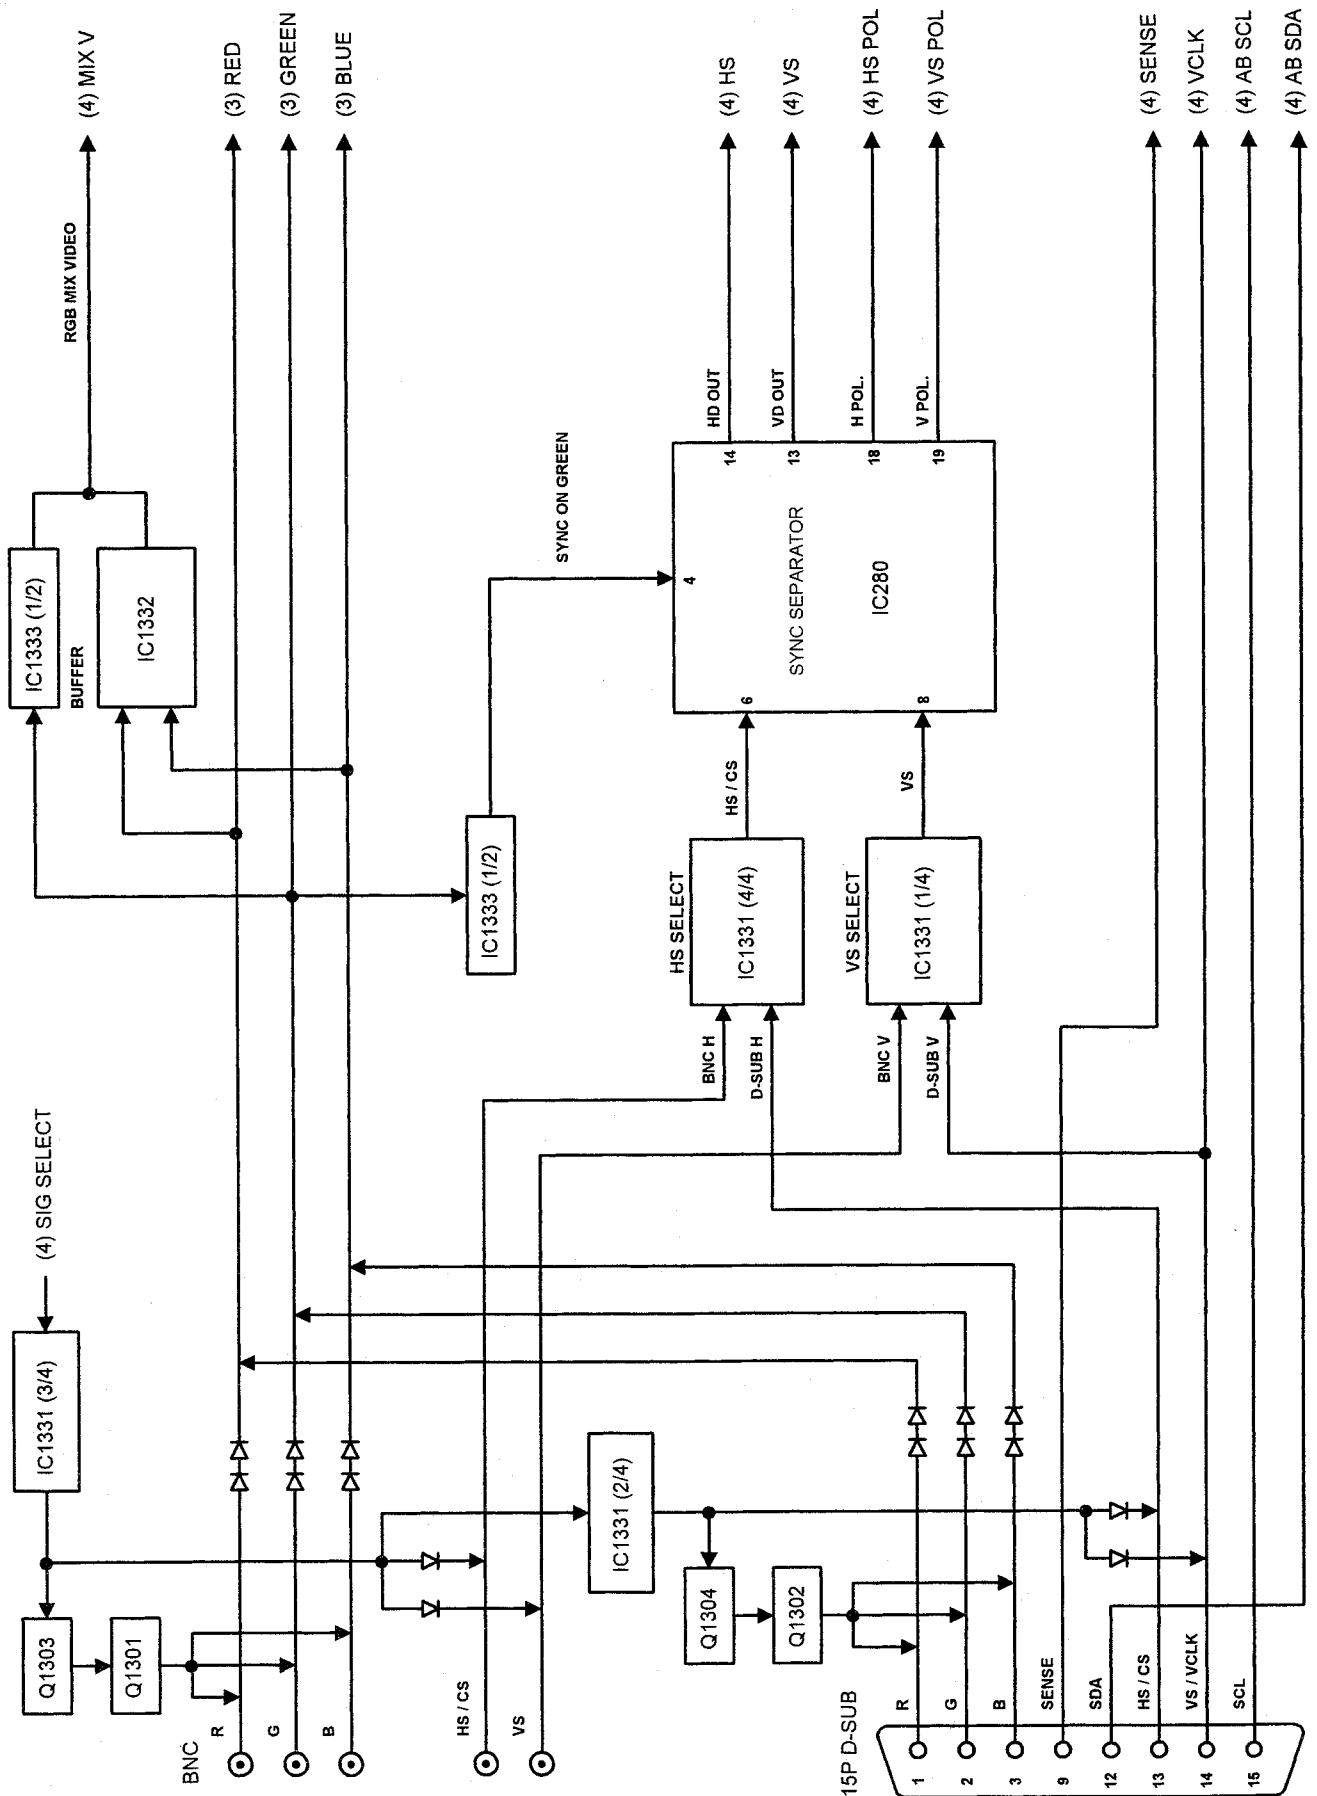 (4) SIG SELECT
IC1331 (3/4)
Q1303
Q1301
BNC
R
G
B
HS / CS
VS
IC1333 (1/2)
BUFFER
IC1332
RGB MIX VIDEO
(4) MIX V
(3) RED
(3) GREEN
(3) BLUE
IC1333 (1/2)
SYNC ON GREEN
BNC H
D-SUB H
HS SELECT
IC1331 (4/4)
HS / CS
BNC V
D-SUB V
VS SELECT
IC1331 (1/4)
VS
4
6
8
SYNC SEPARATOR
IC280
14
13
18
19
HD OUT
VD OUT
H POL.
V POL.
(4) HS
(4) VS
(4) HS POL
(4) VS POL
IC1331 (2/4)
Q1304
Q1302
15P D-SUB
1
R
2
G
3
B
9
SENSE
12
SDA
13
HS / CS
14
VS / VCLK
15
SCL
(4) SENSE
(4) VCLK
(4) AB SCL
(4) AB SDA